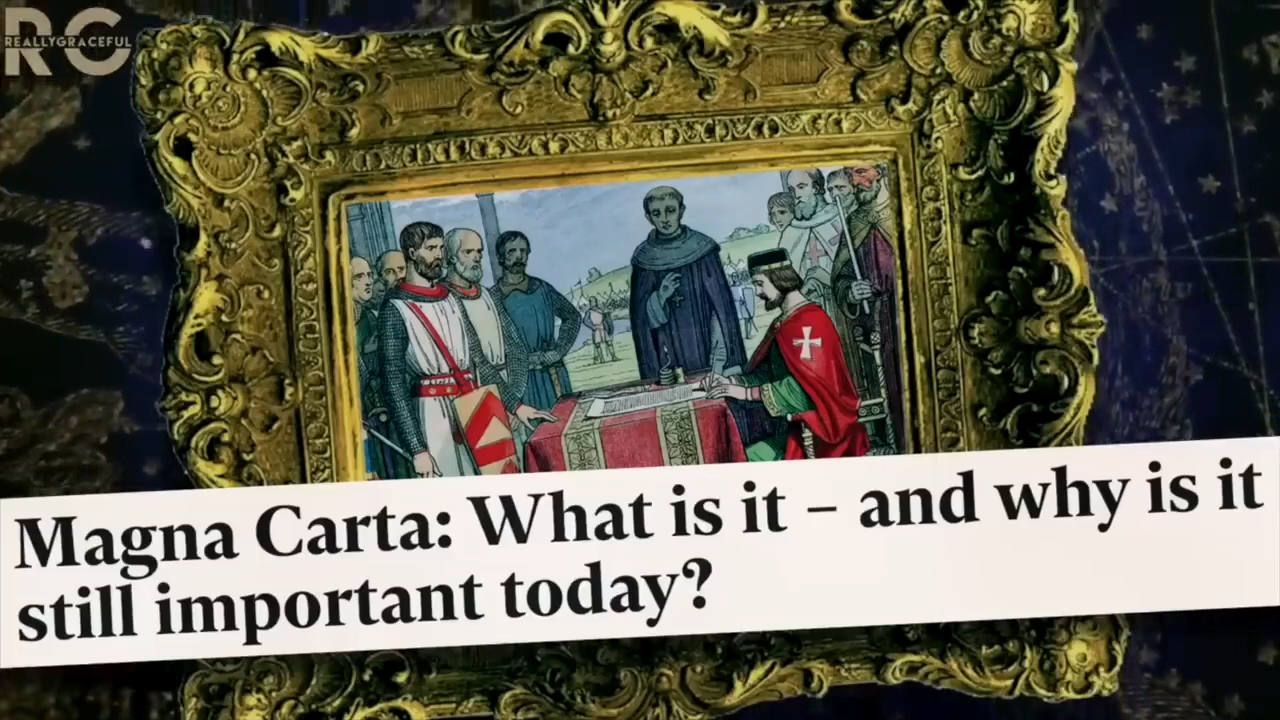 RC
REALLYGRACEFUL
Magna Carta: What is it – and why is it
still important today?